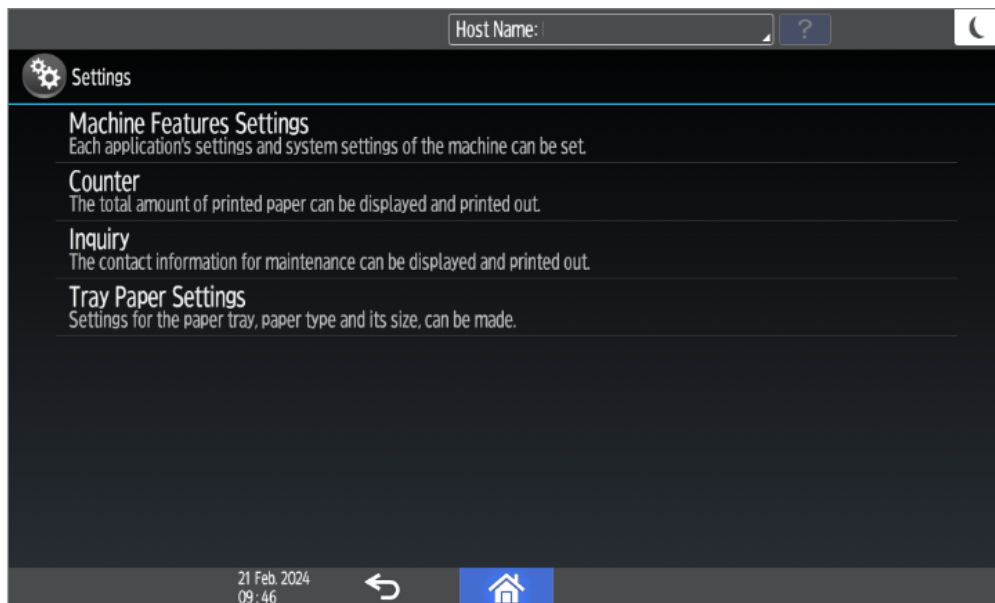 Host Name:
?
Settings
Machine Features Settings
Each application's settings and system settings of the machine can be set.
Counter
The total amount of printed paper can be displayed and printed out.
Inquiry
The contact information for maintenance can be displayed and printed out.
Tray Paper Settings
Settings for the paper tray, paper type and its size, can be made.
21 Feb. 2024
09 : 46